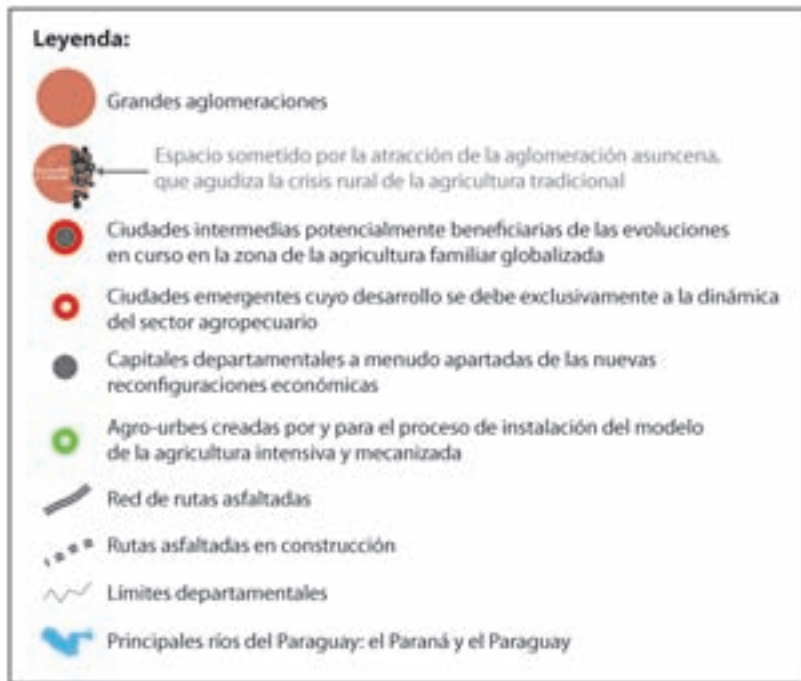 Leyenda:
Grandes aglomeraciones
Espacio sometido por la atracción de la aglomeración asuncena,
que agudiza la crisis rural de la agricultura tradicional
Ciudades intermedias potencialmente beneficiarias de las evoluciones
en curso en la zona de la agricultura familiar globalizada
Ciudades emergentes cuyo desarrollo se debe exclusivamente a la dinámica
del sector agropecuario
Capitales departamentales a menudo apartadas de las nuevas
reconfiguraciones económicas
Agro-urbes creadas por y para el proceso de instalación del modelo
de la agricultura intensiva y mecanizada
Red de rutas asfaltadas
Rutas asfaltadas en construcción
Límites departamentales
Principales ríos del Paraguay: el Paraná y el Paraguay